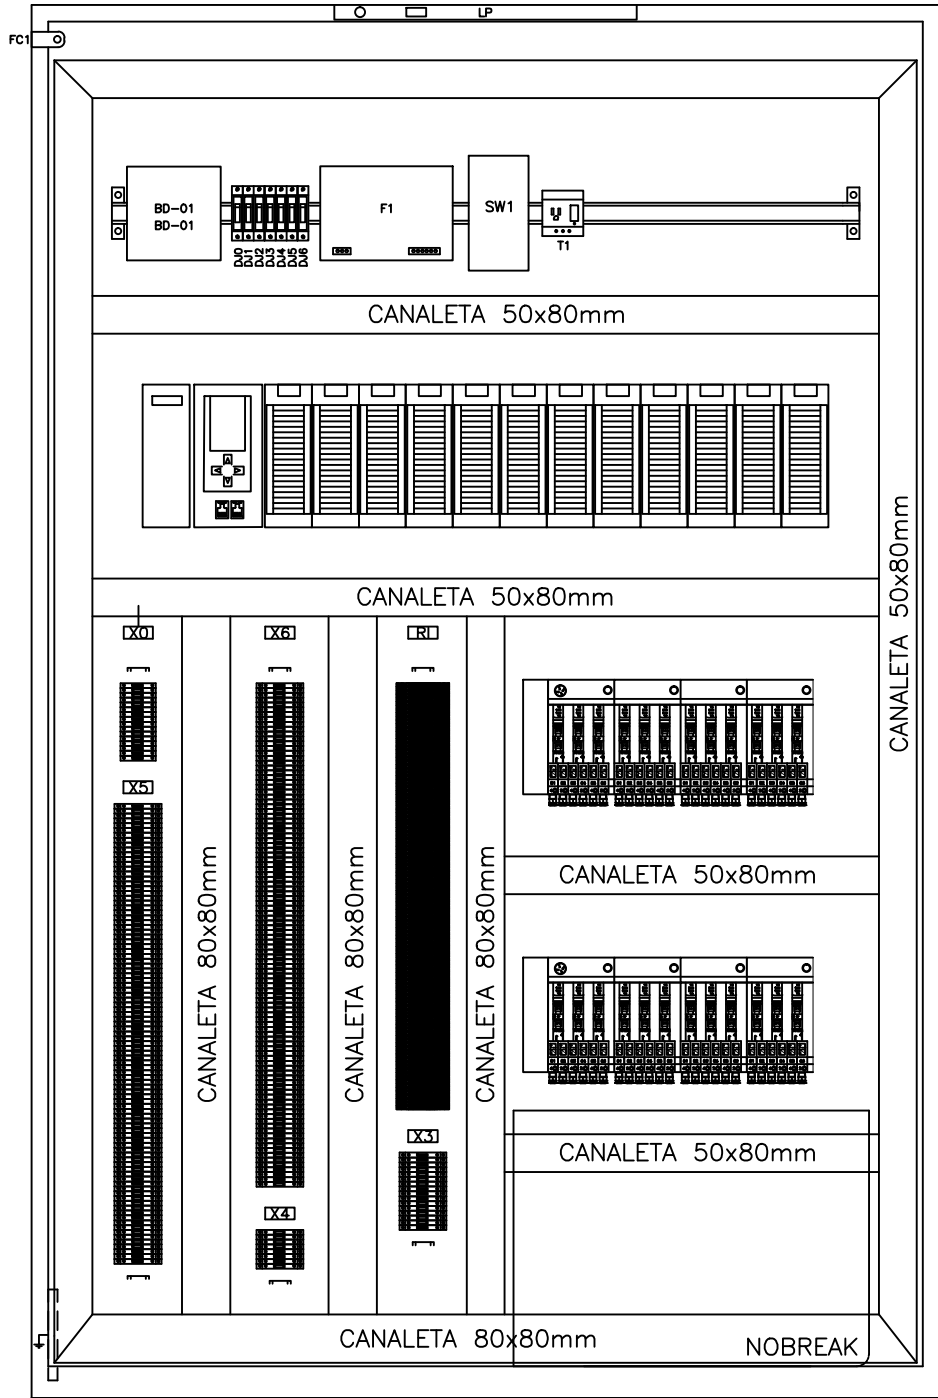 LP
FC1
BD-01
BD-01
DJ0
DJ1
DJ2
DJ3
DJ4
DJ5
DJ6
F1
SW1
T1
CANALETA 50x80mm
CANALETA 50x80mm
CANALETA 50x80mm
X0
X6
RI
X5
CANALETA 80x80mm
CANALETA 80x80mm
CANALETA 80x80mm
CANALETA 50x80mm
X3
CANALETA 50x80mm
X4
CANALETA 80x80mm
NOBREAK